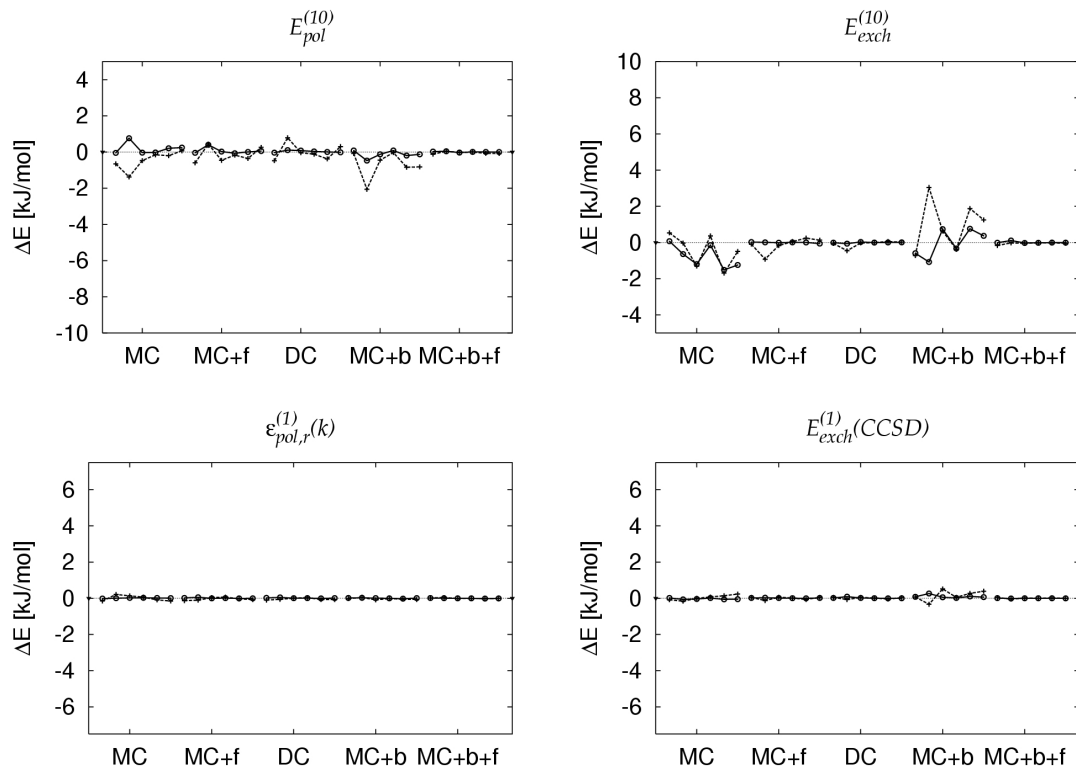 E_pol^(10)
ΔE [kJ/mol]
4
2
0
-2
-4
-6
-8
-10
MC MC+f DC MC+b MC+b+f
E_exch^(10)
ΔE [kJ/mol]
10
8
6
4
2
0
-2
-4
MC MC+f DC MC+b MC+b+f
ε_pol,r^(1)(k)
ΔE [kJ/mol]
6
4
2
0
-2
-4
-6
MC MC+f DC MC+b MC+b+f
E_exch^(1)(CCSD)
ΔE [kJ/mol]
6
4
2
0
-2
-4
-6
MC MC+f DC MC+b MC+b+f